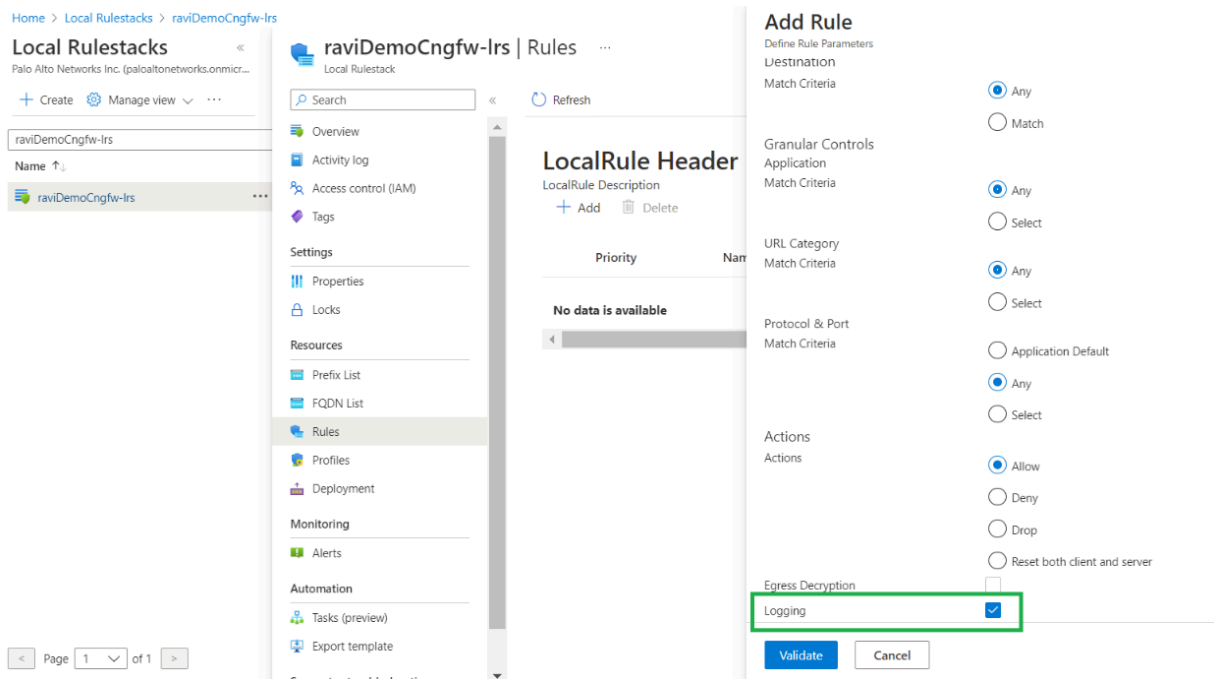 Home > Local Rulestacks > raviDemoCngfw-lrs
Local Rulestacks «
Palo Alto Networks Inc. (paloaltonetworks.onmicr...
+ Create Manage view ···
raviDemoCngfw-lrs
Name ↑↓
raviDemoCngfw-lrs ···
< Page 1 of 1 >
raviDemoCngfw-lrs | Rules ···
Local Rulestack
Search «
Overview
Activity log
Access control (IAM)
Tags
Settings
Properties
Locks
Resources
Prefix List
FQDN List
Rules
Profiles
Deployment
Monitoring
Alerts
Automation
Tasks (preview)
Export template
Refresh
LocalRule Header
LocalRule Description
+ Add Delete
Priority Nam
No data is available
Add Rule
Define Rule Parameters
Destination
Match Criteria
Any
Match
Granular Controls
Application
Match Criteria
Any
Select
URL Category
Match Criteria
Any
Select
Protocol & Port
Match Criteria
Application Default
Any
Select
Actions
Actions
Allow
Deny
Drop
Reset both client and server
Egress Decryption
Logging
Validate Cancel